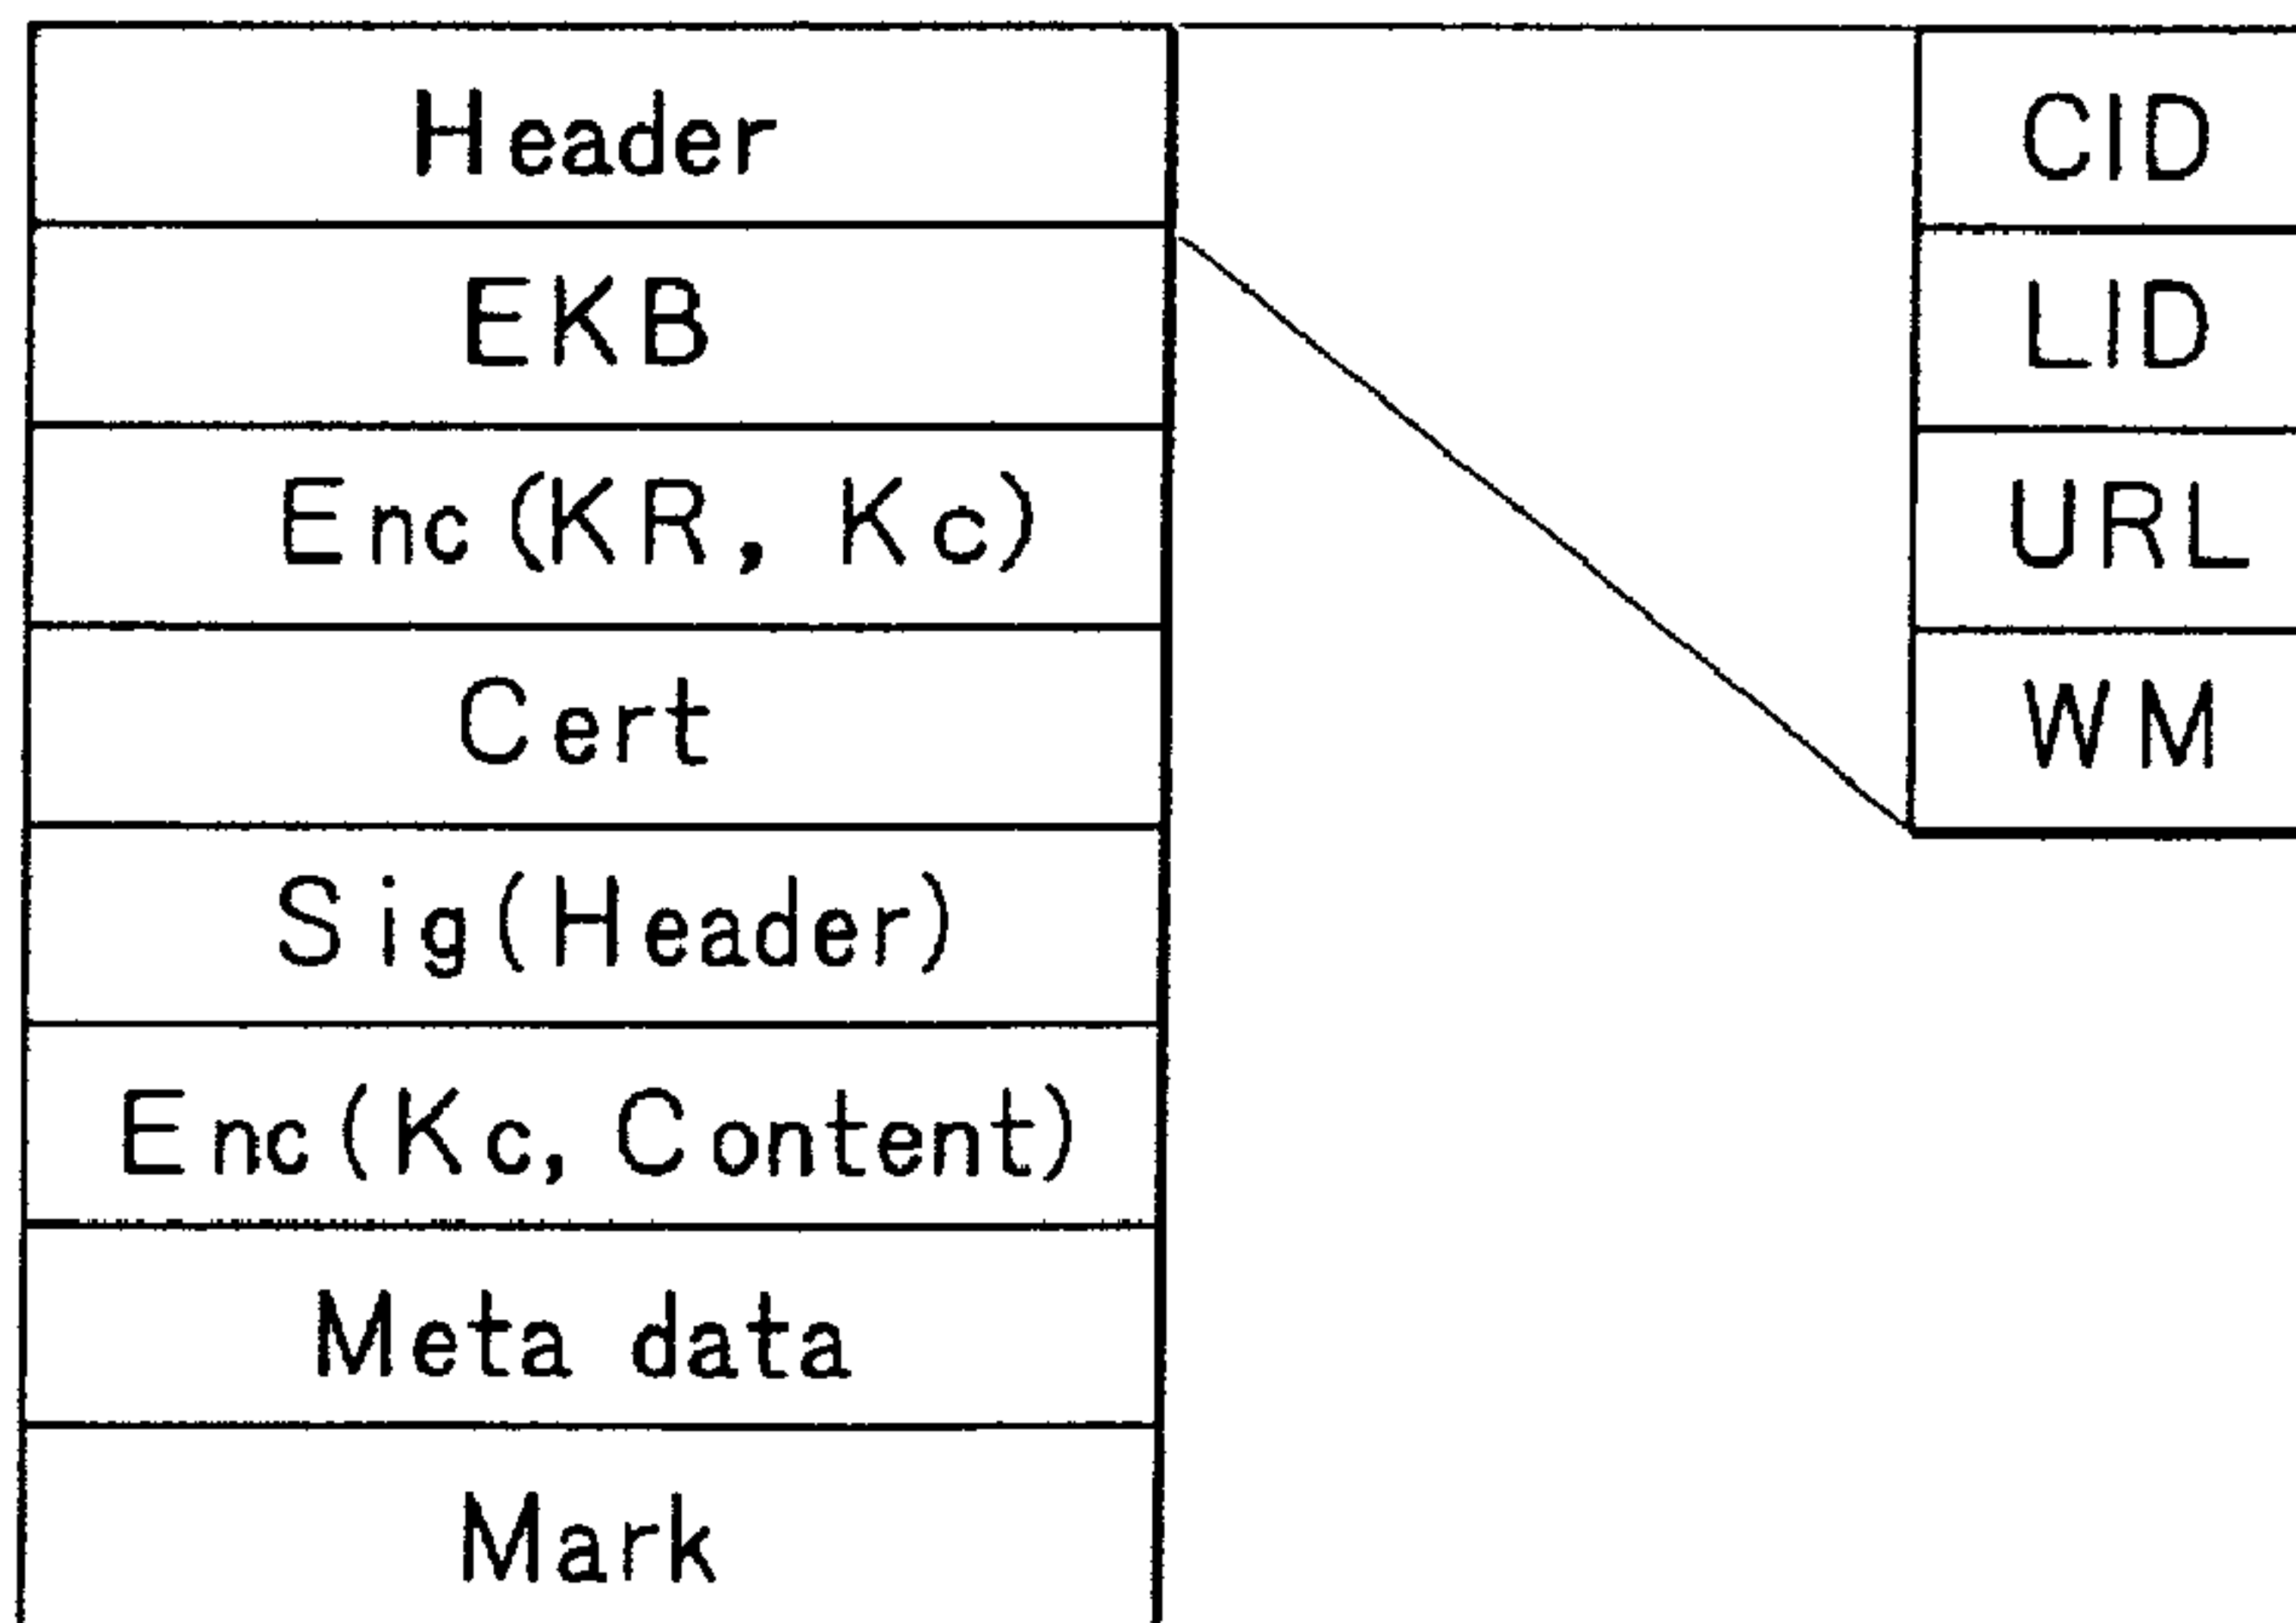 Header
EKB
Enc(KR, Kc)
Cert
Sig(Header)
Enc(Kc, Content)
Meta data
Mark
CID
LID
URL
WM